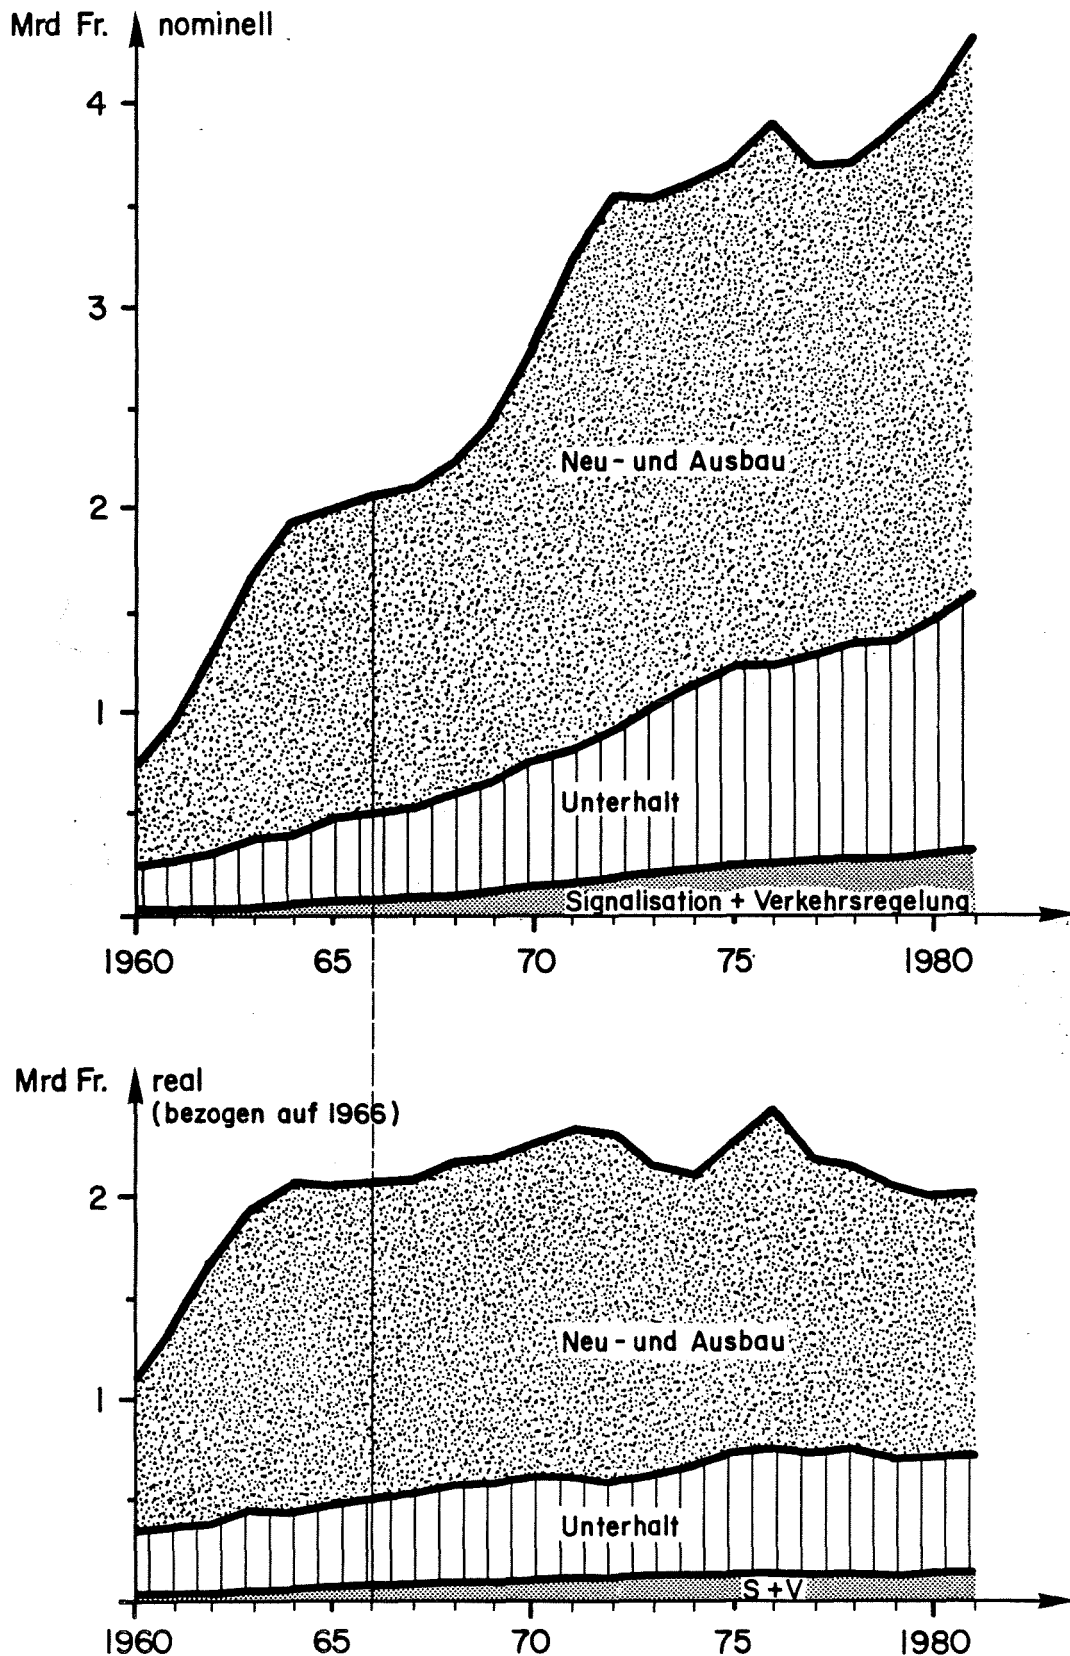 Mrd Fr. nominell
4
3
2
1
Neu- und Ausbau
Unterhalt
Signalisation + Verkehrsregelung
1960 65 70 75 1980
Mrd Fr. real
(bezogen auf 1966)
2
1
Neu- und Ausbau
Unterhalt
S+V
1960 65 70 75 1980